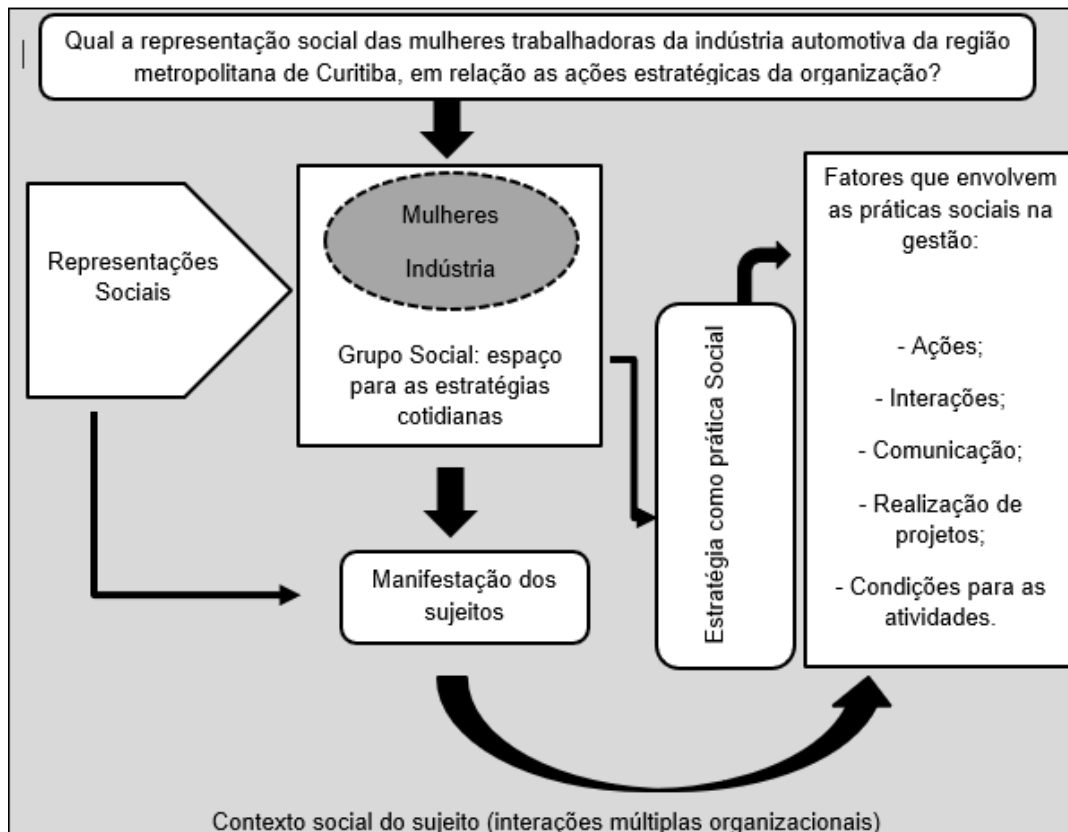 Qual a representação social das mulheres trabalhadoras da indústria automotiva da região
metropolitana de Curitiba, em relação as ações estratégicas da organização?
Representações
Sociais
Mulheres
Indústria
Grupo Social: espaço
para as estratégias
cotidianas
Manifestação dos
sujeitos
Estratégia como prática Social
Fatores que envolvem
as práticas sociais na
gestão:
- Ações;
- Interações;
- Comunicação;
- Realização de
projetos;
- Condições para as
atividades.
Contexto social do sujeito (interações múltiplas organizacionais)